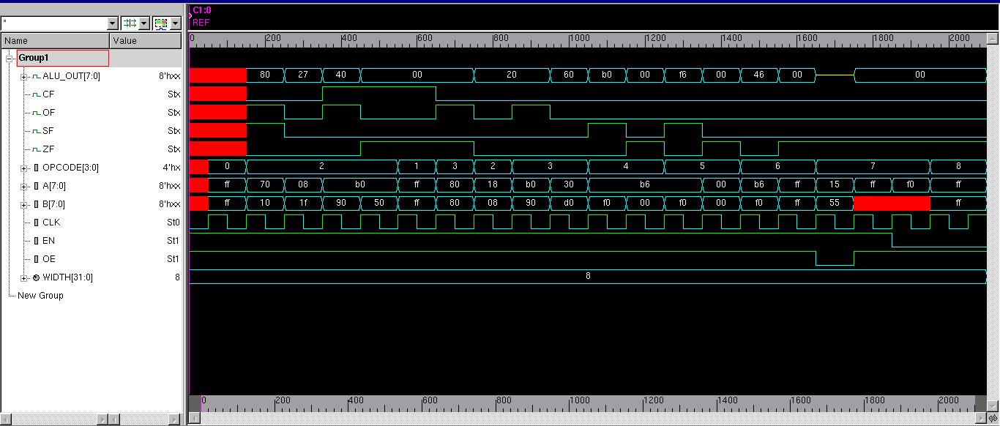 C1:0
REF
*
0 200 400 600 800 1000 1200 1400 1600 1800 2000
Name Value
Group1
ALU_OUT[7:0] 8'hxx 80 27 40 00 20 60 b0 00 f6 00 46 00 00
CF Stx
OF Stx
SF Stx
ZF Stx
OPCODE[3:0] 4'hx 0 2 1 3 2 3 4 5 6 7 8
A[7:0] 8'hxx ff 70 08 b0 ff 80 18 b0 30 b6 00 b6 ff 15 ff f0 ff
B[7:0] 8'hxx ff 10 1f 90 50 ff 80 08 90 d0 f0 00 f0 00 f0 ff 55 ff
CLK St0
EN St1
OE St1
WIDTH[31:0] 8 8
New Group
0 200 400 600 800 1000 1200 1400 1600 1800 2000